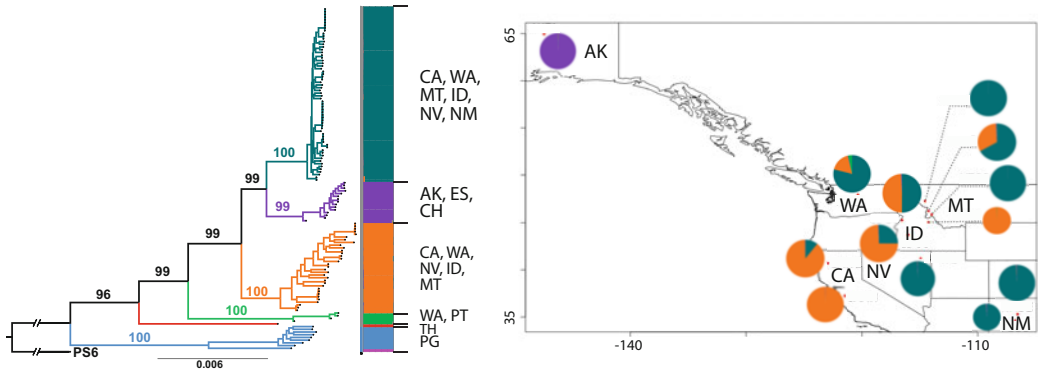 100
99
99
99
96
100
100
100
PS6
0.006
CA, WA,
MT, ID,
NV, NM
AK, ES,
CH
CA, WA,
NV, ID,
MT
WA, PT
TH
PG
65
35
-140
-110
AK
WA
MT
ID
NV
CA
NM